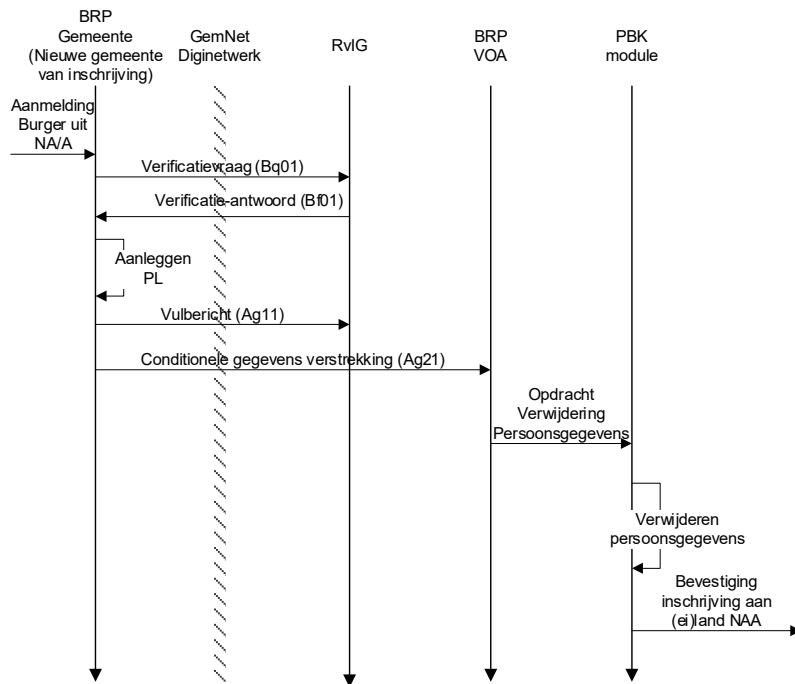 BRP
Gemeente
(Nieuwe gemeente
van inschrijving)
GemNet
Diginetwerk
RvIG
BRP
VOA
PBK
module
Aanmelding
Burger uit
NA/A
Verificatievraag (Bq01)
Verificatie-antwoord (Bf01)
Aanleggen
PL
Vulbericht (Ag11)
Conditionele gegevens verstrekking (Ag21)
Opdracht
Verwijdering
Persoonsgegevens
Verwijderen
persoonsgegevens
Bevestiging
inschrijving aan
(ei)land NAA